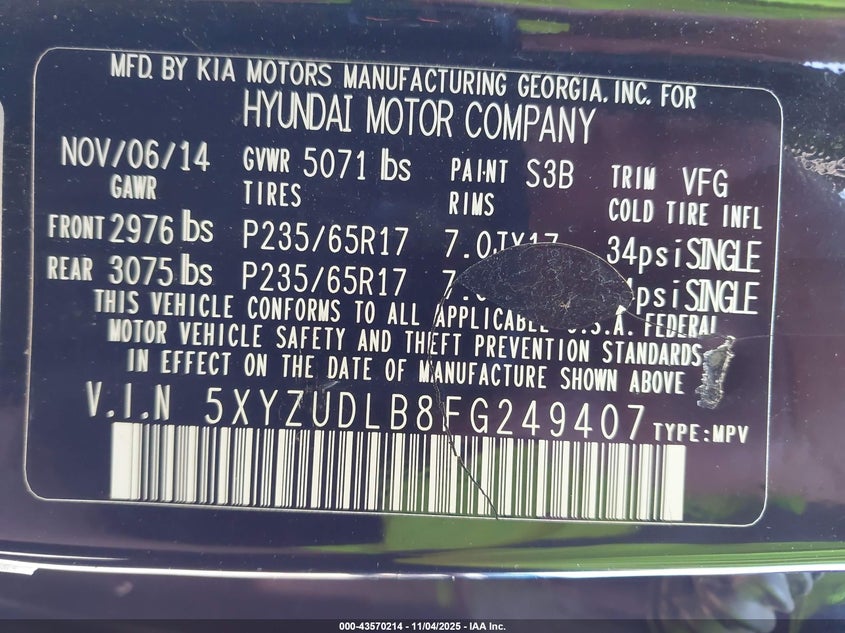 MFD. BY KIA MOTORS MANUFACTURING GEORGIA, INC. FOR
HYUNDAI MOTOR COMPANY
NOV/06/14 GVWR 5071 lbs PAINT S3B TRIM VFG
GAWR TIRES RIMS COLD TIRE INFL
FRONT 2976 lbs P235/65R17 7.0JX17 34psi SINGLE
REAR 3075 lbs P235/65R17 psi SINGLE
THIS VEHICLE CONFORMS TO ALL APPLICABLE U.S.A. FEDERAL
MOTOR VEHICLE SAFETY AND THEFT PREVENTION STANDARDS
IN EFFECT ON THE DATE OF MANUFACTURE SHOWN ABOVE
V.I.N 5XYZUDLB8FG249407 TYPE:MPV
000-43570214 - 11/04/2025 - IAA Inc.